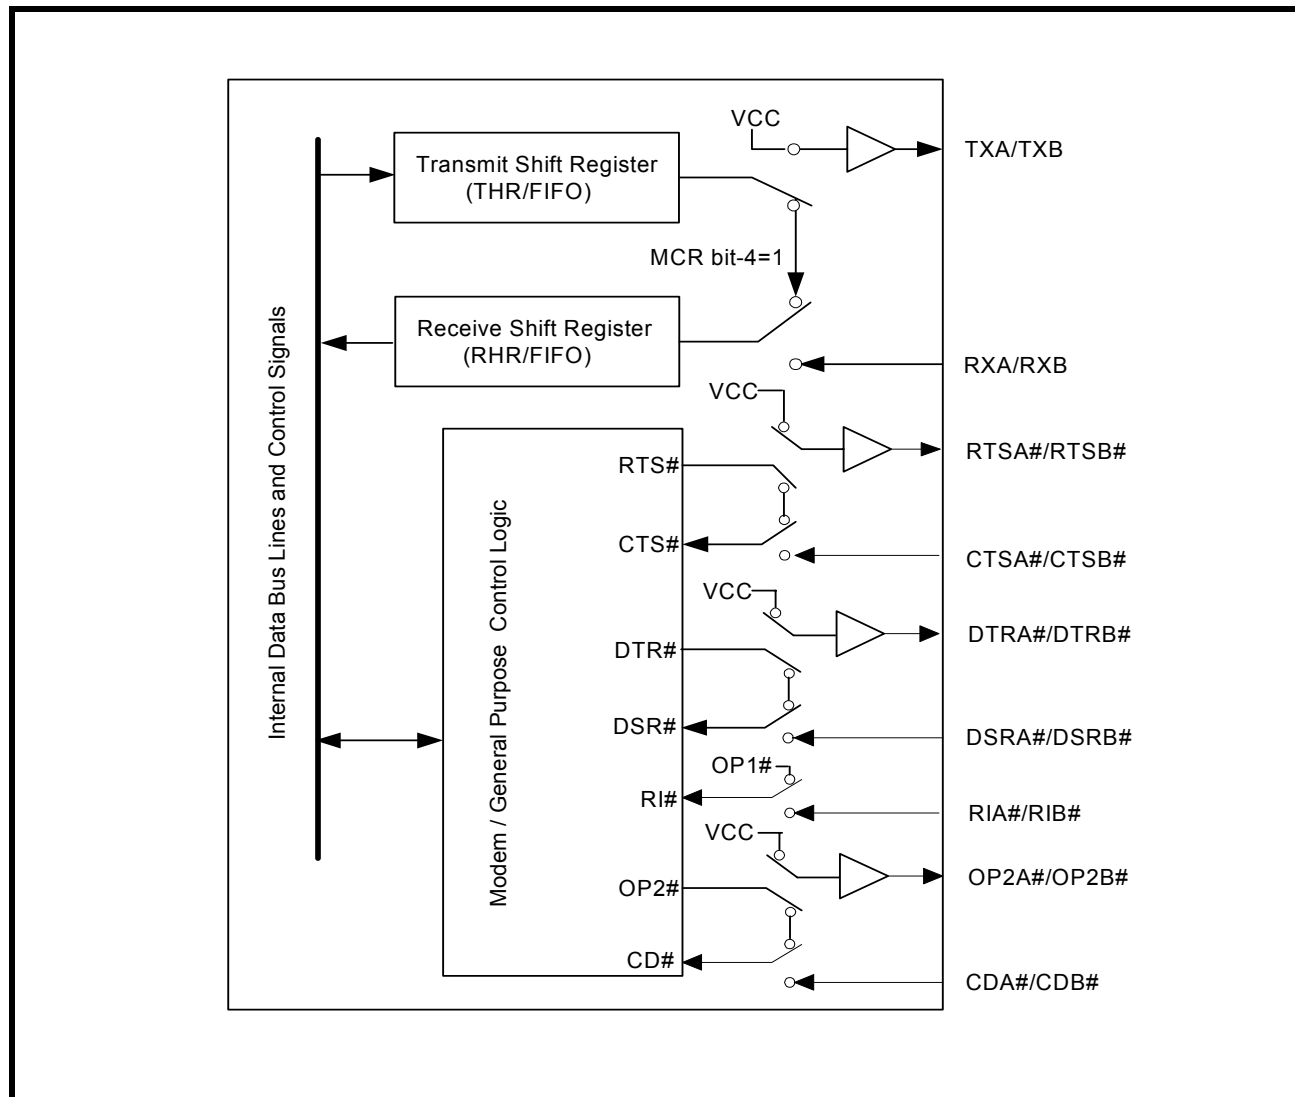 VCC
TXA/TXB
Transmit Shift Register
(THR/FIFO)
MCR bit-4=1
Receive Shift Register
(RHR/FIFO)
RXA/RXB
Internal Data Bus Lines and Control Signals
VCC
RTSA#/RTSB#
RTS#
CTS#
CTSA#/CTSB#
Modem / General Purpose Control Logic
VCC
DTRA#/DTRB#
DTR#
DSR#
DSRA#/DSRB#
OP1#
RI#
RIA#/RIB#
VCC
OP2A#/OP2B#
OP2#
CD#
CDA#/CDB#